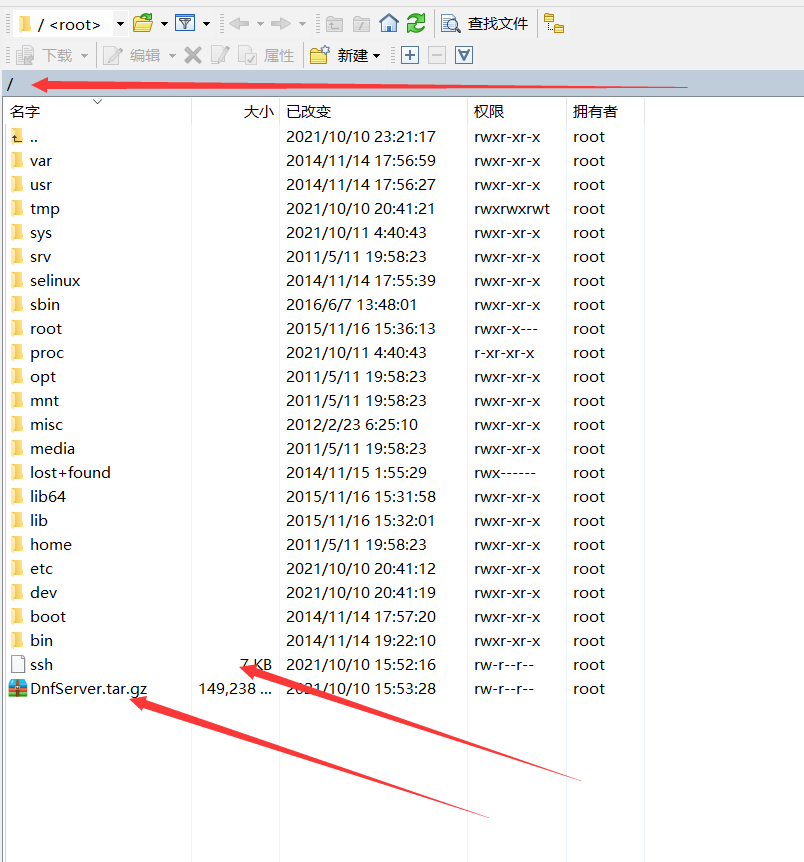 / <root> 查找文件
下载 编辑 属性 新建
/
名字 大小 已改变 权限 拥有者
.. 2021/10/10 23:21:17 rwxr-xr-x root
var 2014/11/14 17:56:59 rwxr-xr-x root
usr 2014/11/14 17:56:27 rwxr-xr-x root
tmp 2021/10/10 20:41:21 rwxrwxrwt root
sys 2021/10/11 4:40:43 rwxr-xr-x root
srv 2011/5/11 19:58:23 rwxr-xr-x root
selinux 2014/11/14 17:55:39 rwxr-xr-x root
sbin 2016/6/7 13:48:01 rwxr-xr-x root
root 2015/11/16 15:36:13 rwxr-x--- root
proc 2021/10/11 4:40:43 r-xr-xr-x root
opt 2011/5/11 19:58:23 rwxr-xr-x root
mnt 2011/5/11 19:58:23 rwxr-xr-x root
misc 2012/2/23 6:25:10 rwxr-xr-x root
media 2011/5/11 19:58:23 rwxr-xr-x root
lost+found 2014/11/15 1:55:29 rwx------ root
lib64 2015/11/16 15:31:58 rwxr-xr-x root
lib 2015/11/16 15:32:01 rwxr-xr-x root
home 2011/5/11 19:58:23 rwxr-xr-x root
etc 2021/10/10 20:41:12 rwxr-xr-x root
dev 2021/10/10 20:41:19 rwxr-xr-x root
boot 2014/11/14 17:57:20 rwxr-xr-x root
bin 2014/11/14 19:22:10 rwxr-xr-x root
ssh 7 KB 2021/10/10 15:52:16 rw-r--r-- root
DnfServer.tar.gz 149,238 ... 2021/10/10 15:53:28 rw-r--r-- root